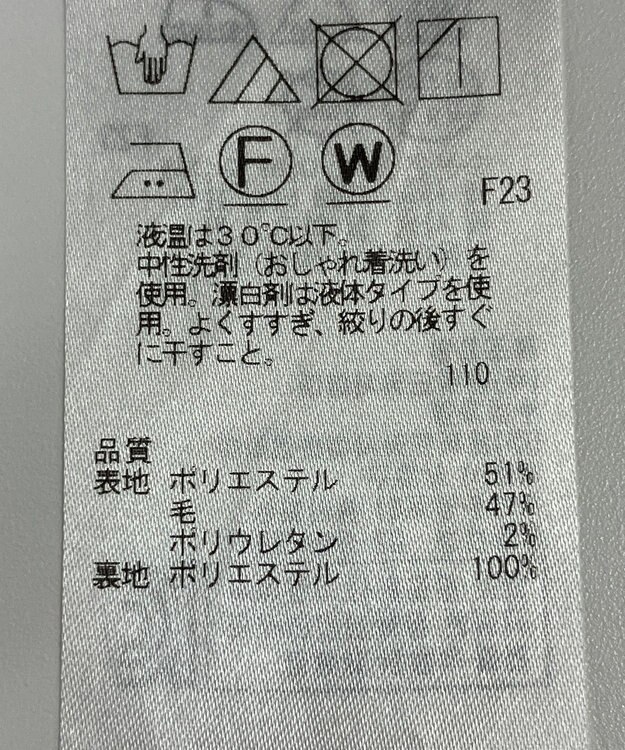 F W
F23
液温は30℃以下。
中性洗剤（おしゃれ着洗い）を
使用。漂白剤は液体タイプを使
用。よくすすぎ、絞りの後すぐ
に干すこと。
110
品質
表地 ポリエステル 51%
毛 47%
ポリウレタン 2%
裏地 ポリエステル 100%